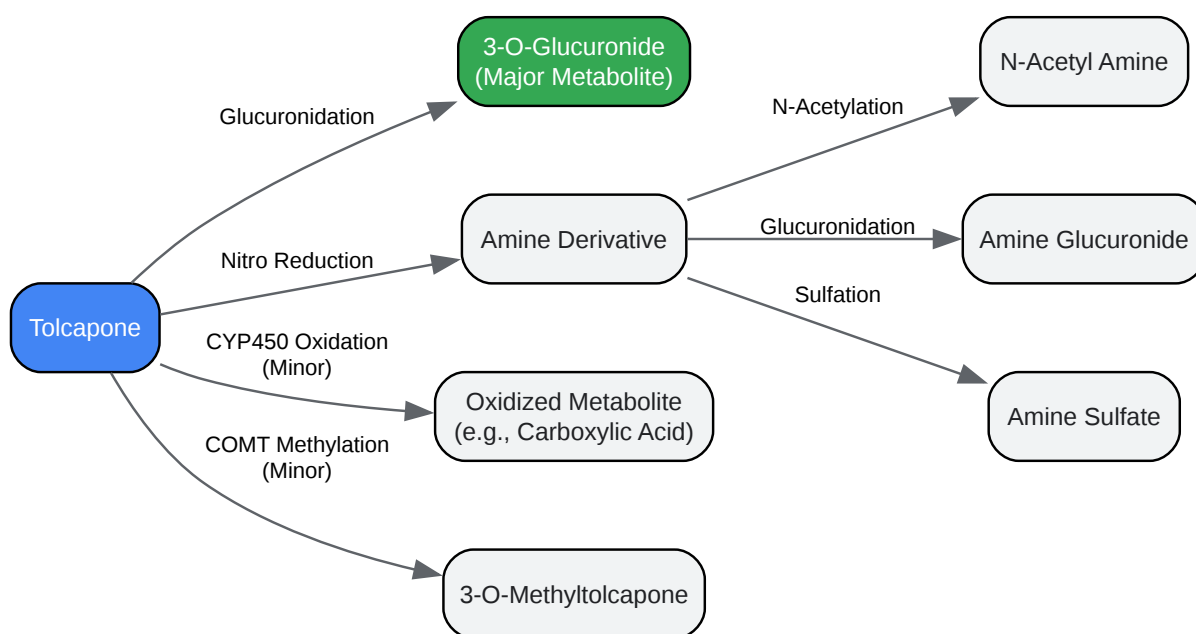 3-O-Glucuronide
(Major Metabolite)
N-Acetyl Amine
N-Acetylation
Glucuronidation
Amine Derivative
Glucuronidation
Amine Glucuronide
Nitro Reduction
Sulfation
Tolcapone
CYP450 Oxidation
(Minor)
Oxidized Metabolite
(e.g., Carboxylic Acid)
Amine Sulfate
COMT Methylation
(Minor)
3-O-Methyltolcapone